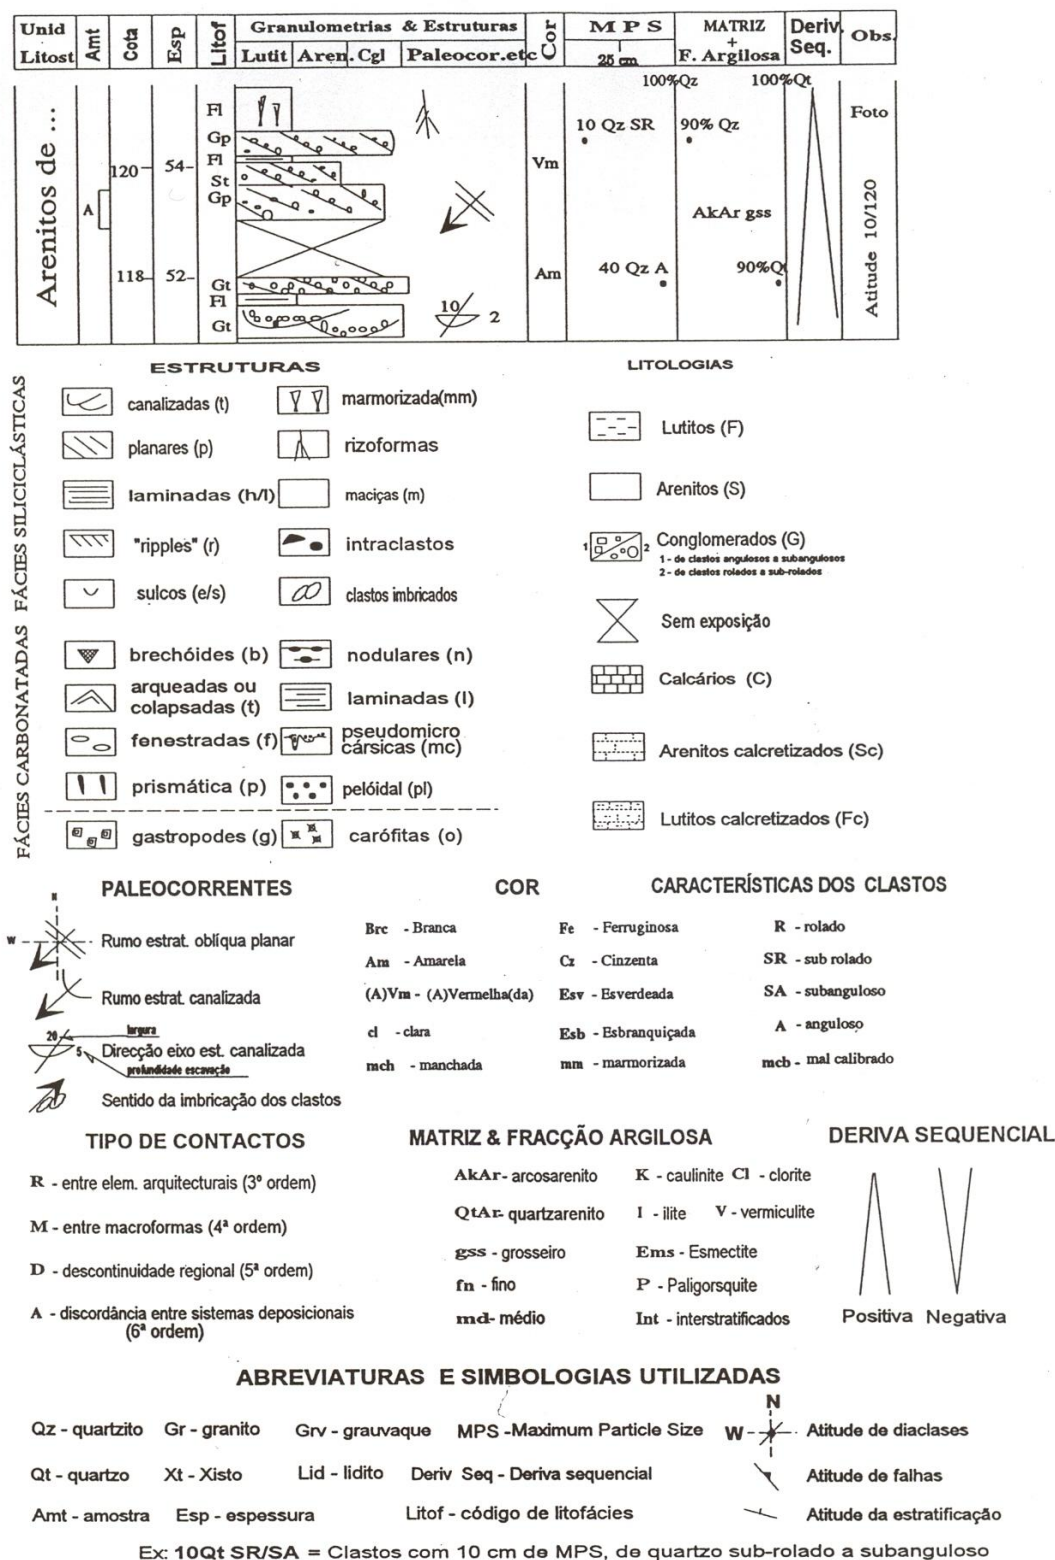 Unid Litost Amt Cota Esp Litof Granulometrias & Estruturas Cor M P S MATRIZ + F. Argilosa Deriv. Seq. Obs.
Lutit Aren. Cgl Paleocor.etc 25 cm
100%Qz 100%Qt
Arenitos de ...
A
120
118
54
52
Fl
Gp
Fl
St
Gp
Gt
Fl
Gt
10 2
Vm
Am
10 Qz SR 90% Qz
AkAr gss
40 Qz A 90%Qt
Foto
Atitude 10/120
ESTRUTURAS
LITOLOGIAS
FÁCIES SILICICLÁSTICAS
canalizadas (t) marmorizada(mm)
planares (p) rizoformas
laminadas (h/l) maciças (m)
"ripples" (r) intraclastos
sulcos (e/s) clastos imbricados
FÁCIES CARBONATADAS
brechóides (b) nodulares (n)
arqueadas ou colapsadas (t) laminadas (l)
fenestradas (f) pseudomicro cársicas (mc)
prismática (p) pelóidal (pl)
gastropodes (g) carófitas (o)
Lutitos (F)
Arenitos (S)
1 2 Conglomerados (G)
1 - de clastos angulosos a subangulosos
2 - de clastos rolados a sub-rolados
Sem exposição
Calcários (C)
Arenitos calcretizados (Sc)
Lutitos calcretizados (Fc)
PALEOCORRENTES
N
W
Rumo estrat. oblíqua planar
Rumo estrat. canalizada
20 largura
5 Direcção eixo est. canalizada
profundidade escavação
Sentido da imbricação dos clastos
COR
Brc - Branca Fe - Ferruginosa
Am - Amarela Cz - Cinzenta
(A)Vm - (A)Vermelha(da) Esv - Esverdeada
cl - clara Esb - Esbranquiçada
mch - manchada mm - marmorizada
CARACTERÍSTICAS DOS CLASTOS
R - rolado
SR - sub rolado
SA - subanguloso
A - anguloso
mcb - mal calibrado
TIPO DE CONTACTOS
R - entre elem. arquitecturais (3º ordem)
M - entre macroformas (4ª ordem)
D - descontinuidade regional (5ª ordem)
A - discordância entre sistemas deposicionais
(6ª ordem)
MATRIZ & FRACÇÃO ARGILOSA
AkAr- arcosarenito K - caulinite Cl - clorite
QtAr- quartzarenito I - ilite V - vermiculite
gss - grosseiro Ems - Esmectite
fn - fino P - Paligorsquite
md- médio Int - interstratificados
DERIVA SEQUENCIAL
Positiva Negativa
ABREVIATURAS E SIMBOLOGIAS UTILIZADAS
Qz - quartzito Gr - granito Grv - grauvaque MPS -Maximum Particle Size N W Atitude de diaclases
Qt - quartzo Xt - Xisto Lid - lidito Deriv Seq - Deriva sequencial Atitude de falhas
Amt - amostra Esp - espessura Litof - código de litofácies Atitude da estratificação
Ex: 10Qt SR/SA = Clastos com 10 cm de MPS, de quartzo sub-rolado a subanguloso